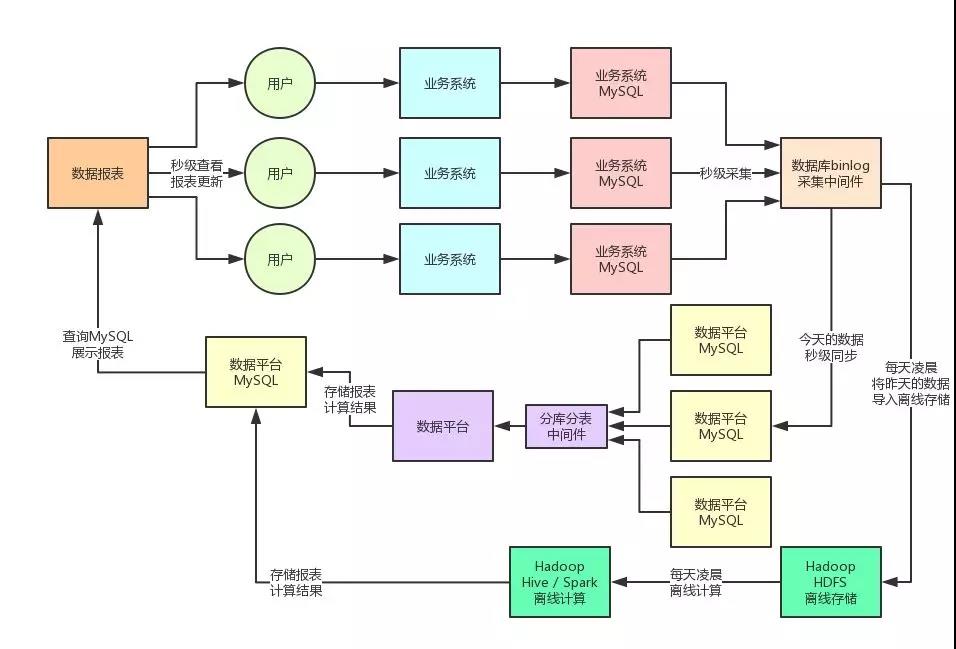 用户
业务系统
业务系统
MySQL
数据报表
秒级查看
报表更新
用户
业务系统
业务系统
MySQL
秒级采集
数据库binlog
采集中间件
用户
业务系统
业务系统
MySQL
查询MySQL
展示报表
数据平台
MySQL
存储报表
计算结果
数据平台
分库分表
中间件
数据平台
MySQL
数据平台
MySQL
数据平台
MySQL
今天的数据
秒级同步
每天凌晨
将昨天的数据
导入离线存储
存储报表
计算结果
Hadoop
Hive / Spark
离线计算
每天凌晨
离线计算
Hadoop
HDFS
离线存储